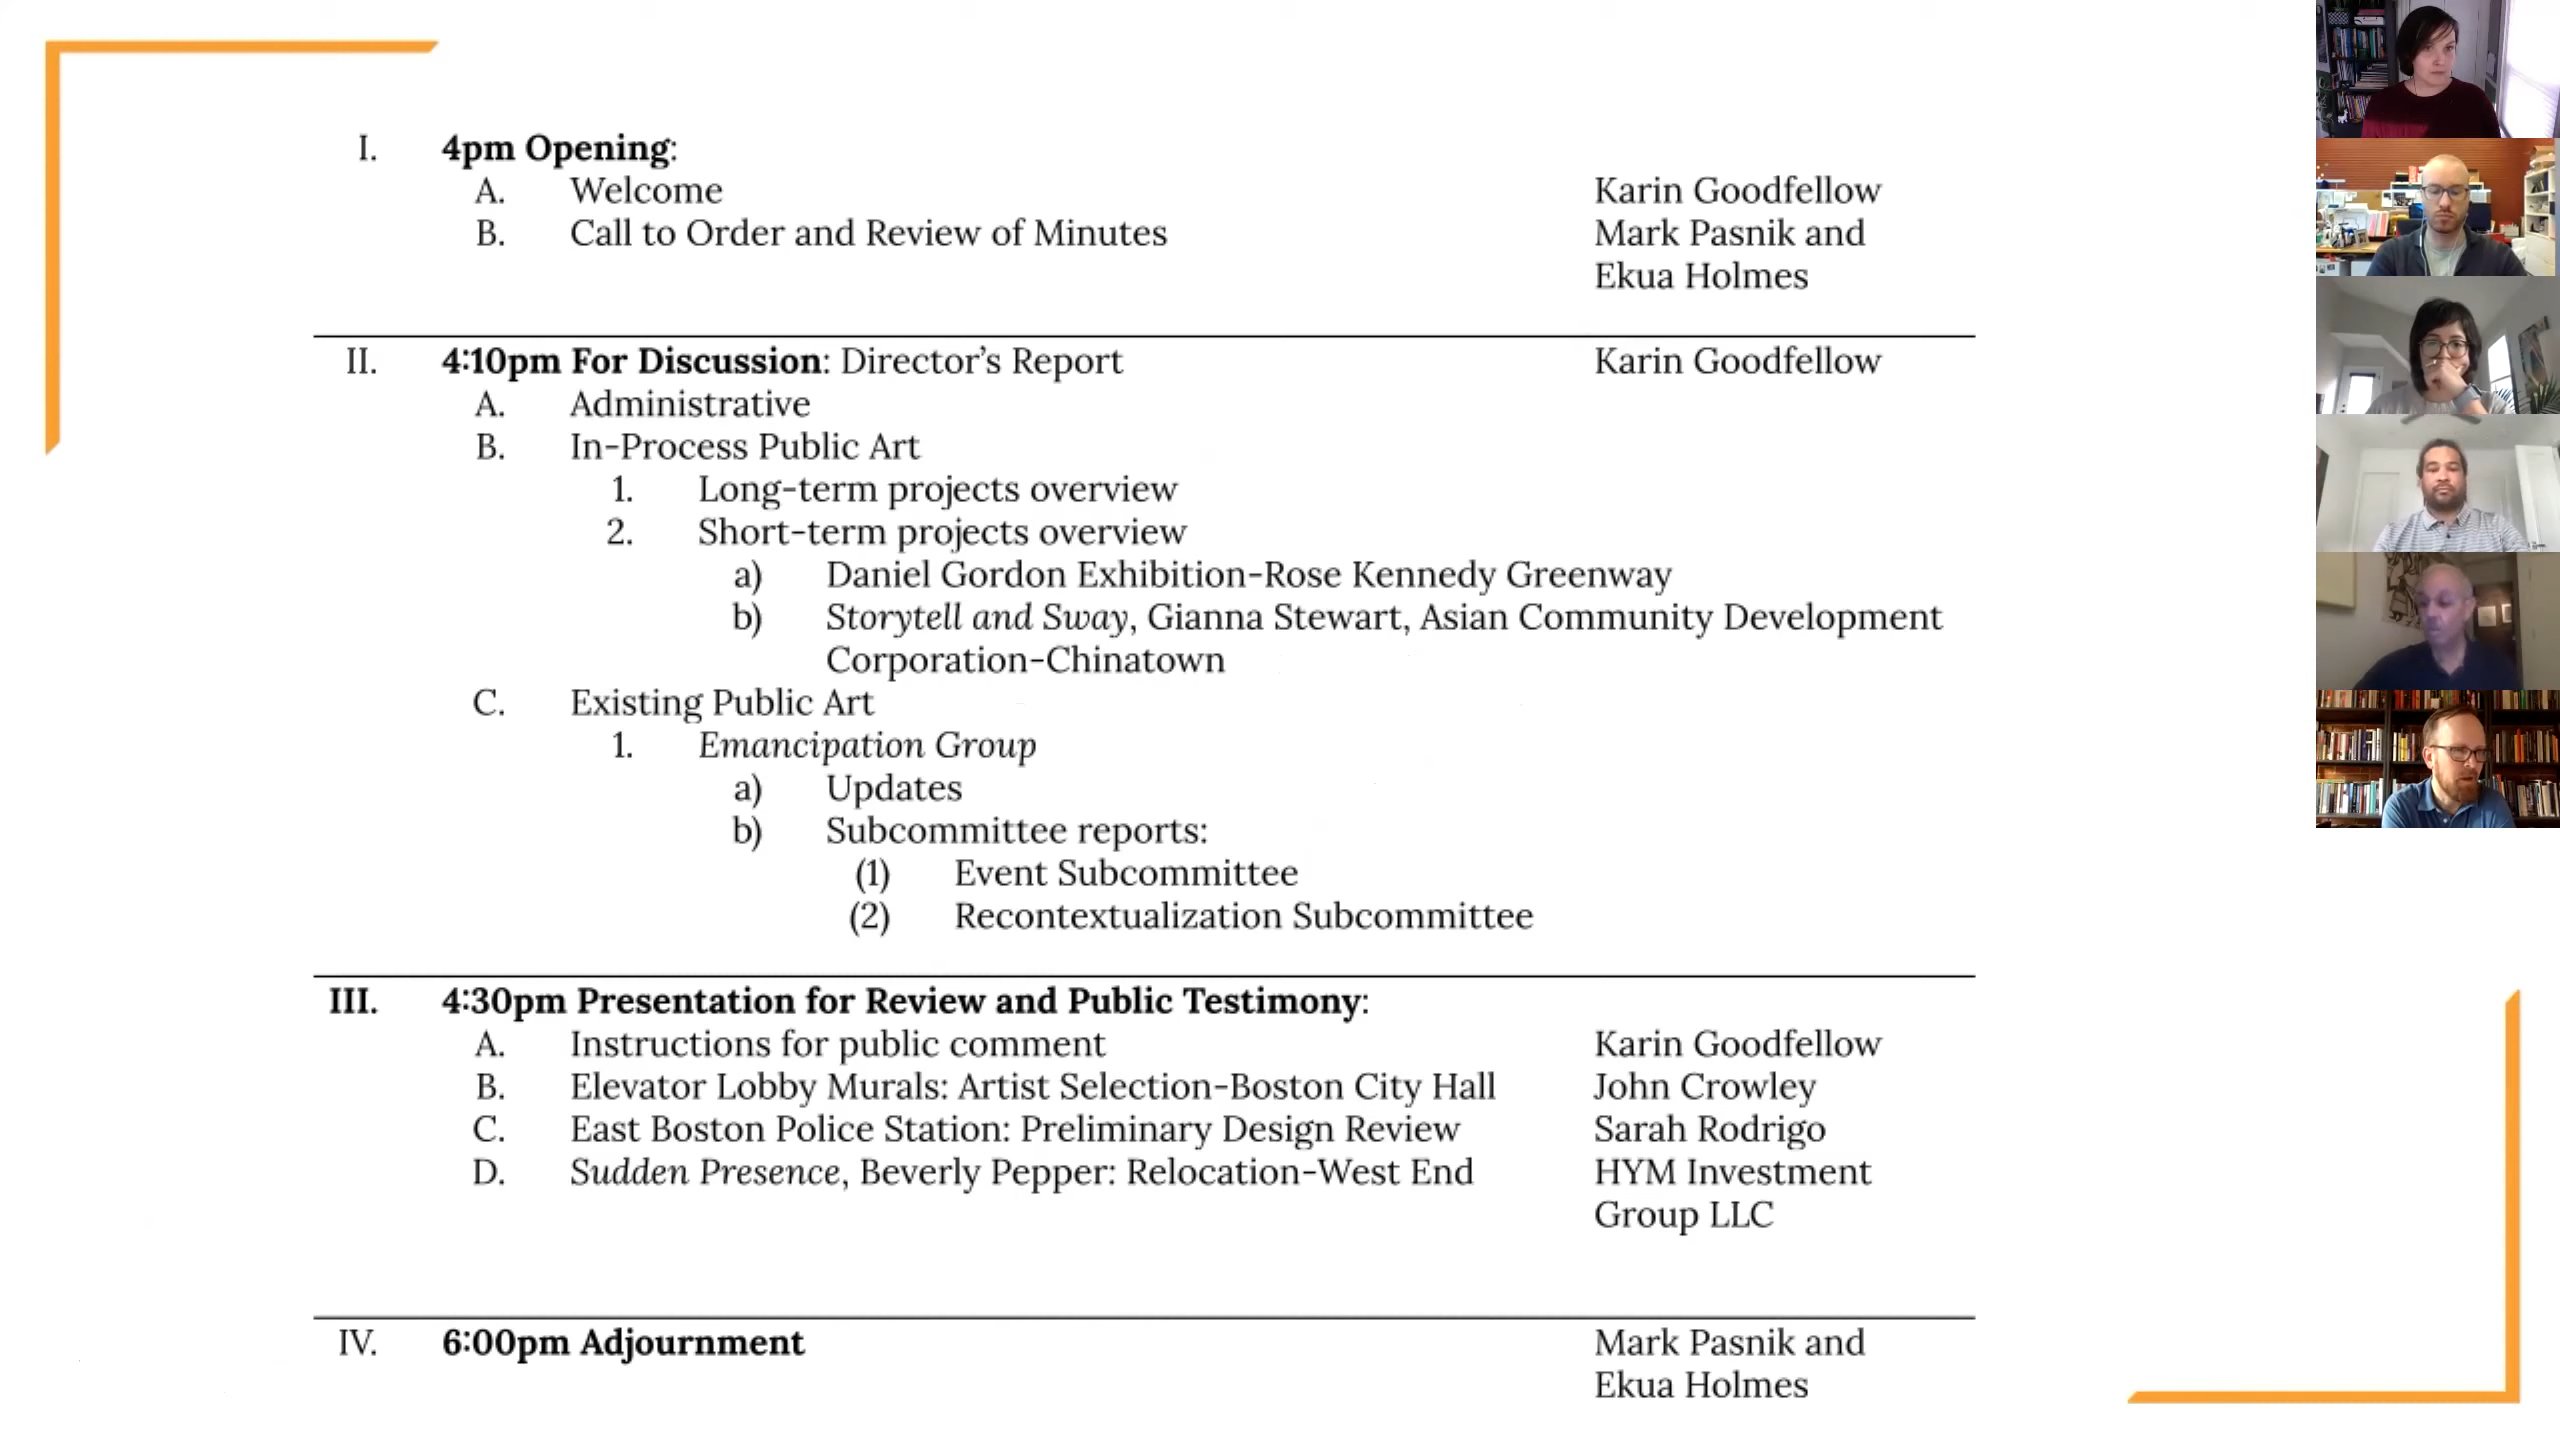 I. 4pm Opening:
A. Welcome Karin Goodfellow
B. Call to Order and Review of Minutes Mark Pasnik and
Ekua Holmes
II. 4:10pm For Discussion: Director’s Report Karin Goodfellow
A. Administrative
B. In-Process Public Art
1. Long-term projects overview
2. Short-term projects overview
a) Daniel Gordon Exhibition-Rose Kennedy Greenway
b) Storytell and Sway, Gianna Stewart, Asian Community Development
Corporation-Chinatown
C. Existing Public Art
1. Emancipation Group
a) Updates
b) Subcommittee reports:
(1) Event Subcommittee
(2) Recontextualization Subcommittee
III. 4:30pm Presentation for Review and Public Testimony:
A. Instructions for public comment Karin Goodfellow
B. Elevator Lobby Murals: Artist Selection-Boston City Hall John Crowley
C. East Boston Police Station: Preliminary Design Review Sarah Rodrigo
D. Sudden Presence, Beverly Pepper: Relocation-West End HYM Investment
Group LLC
IV. 6:00pm Adjournment Mark Pasnik and
Ekua Holmes